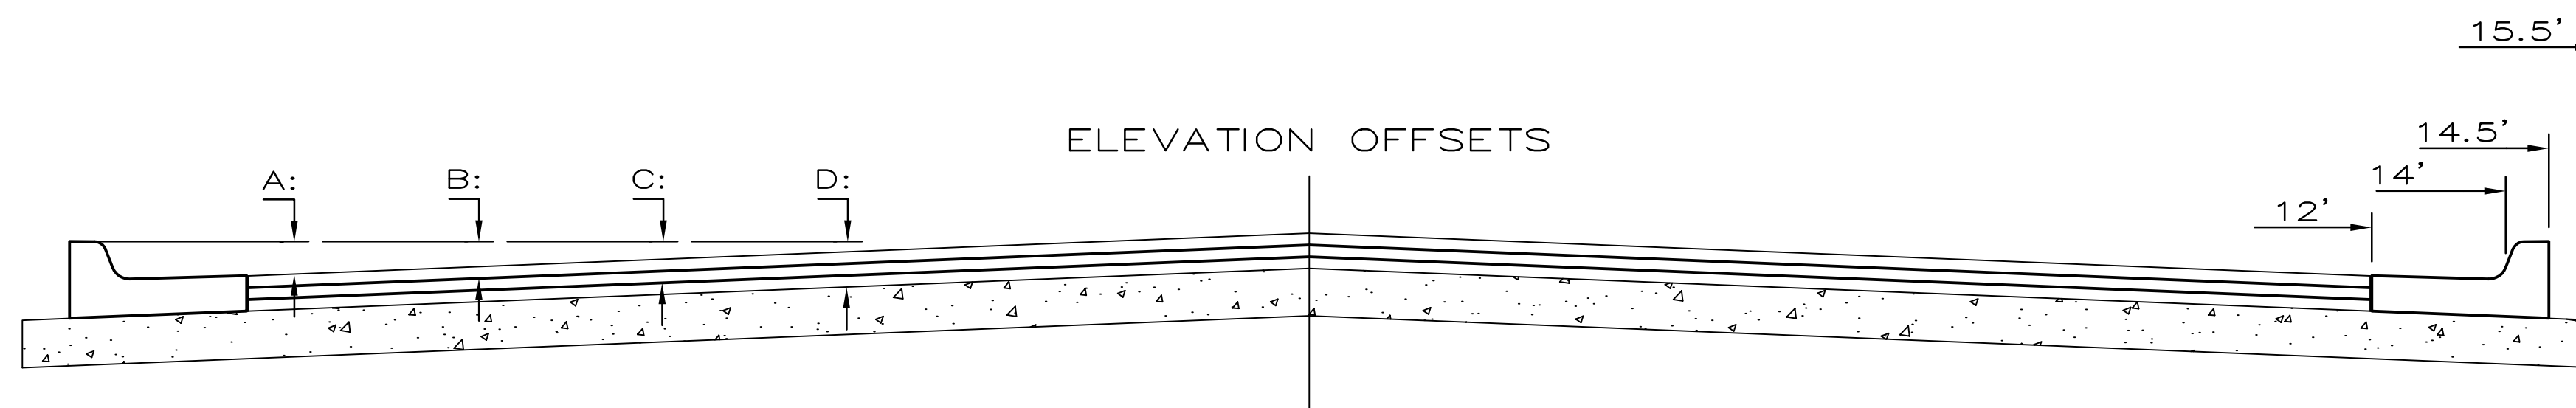 15.5’
ELEVATION OFFSETS
14.5’
A: B: C: D:
14’
12’